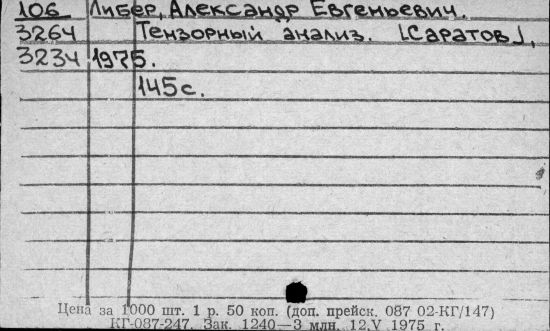 106 Либер, Александр Евгеньевич.
3264 Тензорный анализ. [Саратов],
3234 1975.
145с.
Цена за 1000 шт. 1 р. 50 коп. (доп. прейск. 087 02-КГ/147)
КГ-087-247. Зак. 1240—3 млн. 12.V 1975 г.